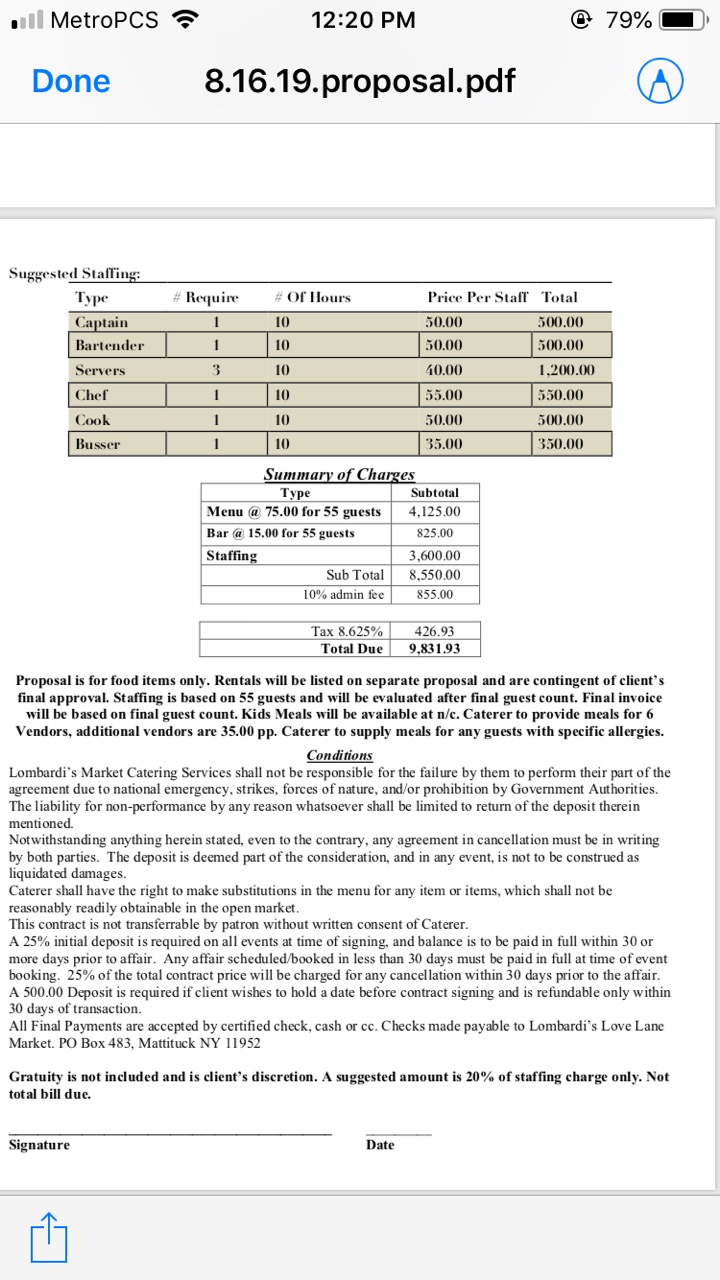 MetroPCS 12:20 PM 79%
Done 8.16.19.proposal.pdf
Suggested Staffing:
Type # Require # Of Hours Price Per Staff Total
Captain 1 10 50.00 500.00
Bartender 1 10 50.00 500.00
Servers 3 10 40.00 1,200.00
Chef 1 10 55.00 550.00
Cook 1 10 50.00 500.00
Busser 1 10 35.00 350.00
Summary of Charges
Type Subtotal
Menu @ 75.00 for 55 guests 4,125.00
Bar @ 15.00 for 55 guests 825.00
Staffing 3,600.00
Sub Total 8,550.00
10% admin fee 855.00
Tax 8.625% 426.93
Total Due 9,831.93
Proposal is for food items only. Rentals will be listed on separate proposal and are contingent of client's
final approval. Staffing is based on 55 guests and will be evaluated after final guest count. Final invoice
will be based on final guest count. Kids Meals will be available at n/c. Caterer to provide meals for 6
Vendors, additional vendors are 35.00 pp. Caterer to supply meals for any guests with specific allergies.
Conditions
Lombardi's Market Catering Services shall not be responsible for the failure by them to perform their part of the
agreement due to national emergency, strikes, forces of nature, and/or prohibition by Government Authorities.
The liability for non-performance by any reason whatsoever shall be limited to return of the deposit therein
mentioned.
Notwithstanding anything herein stated, even to the contrary, any agreement in cancellation must be in writing
by both parties. The deposit is deemed part of the consideration, and in any event, is not to be construed as
liquidated damages.
Caterer shall have the right to make substitutions in the menu for any item or items, which shall not be
reasonably readily obtainable in the open market.
This contract is not transferrable by patron without written consent of Caterer.
A 25% initial deposit is required on all events at time of signing, and balance is to be paid in full within 30 or
more days prior to affair. Any affair scheduled/booked in less than 30 days must be paid in full at time of event
booking. 25% of the total contract price will be charged for any cancellation within 30 days prior to the affair.
A 500.00 Deposit is required if client wishes to hold a date before contract signing and is refundable only within
30 days of transaction.
All Final Payments are accepted by certified check, cash or cc. Checks made payable to Lombardi's Love Lane
Market. PO Box 483, Mattituck NY 11952
Gratuity is not included and is client's discretion. A suggested amount is 20% of staffing charge only. Not
total bill due.
Signature Date